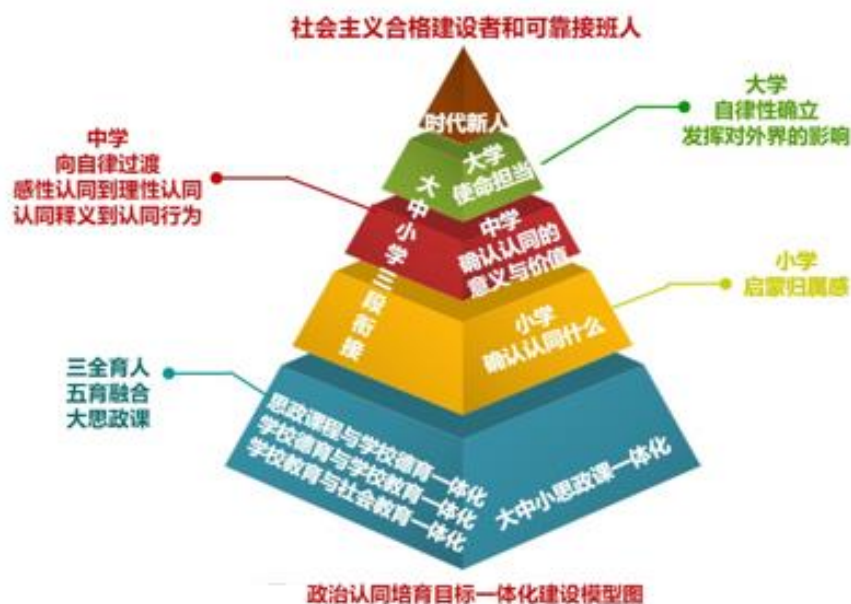 社会主义合格建设者和可靠接班人
时代新人
大学
使命担当
大学
自律性确立
发挥对外界的影响
中学
向自律过渡
感性认同到理性认同
认同释义到认同行为
大中小学三段衔接
中学
确认认同的
意义与价值
小学
启蒙归属感
小学
确认认同什么
三全育人
五育融合
大思政课
思政课程与学校德育一体化
学校德育与学校教育一体化
学校教育与社会教育一体化
大中小思政课一体化
政治认同培育目标一体化建设模型图